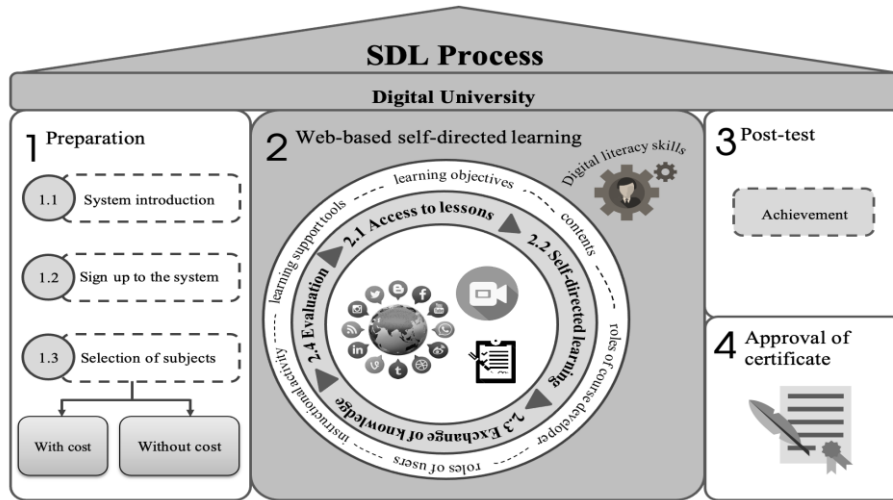 SDL Process
Digital University
1 Preparation
1.1 System introduction
1.2 Sign up to the system
1.3 Selection of subjects
With cost
Without cost
2 Web-based self-directed learning
Digital literacy skills
learning objectives
contents
roles of course developer
roles of users
instructional activity
learning support tools
2.1 Access to lessons
2.2 Self-directed learning
2.3 Exchange of knowledge
2.4 Evaluation
3 Post-test
Achievement
4 Approval of
certificate